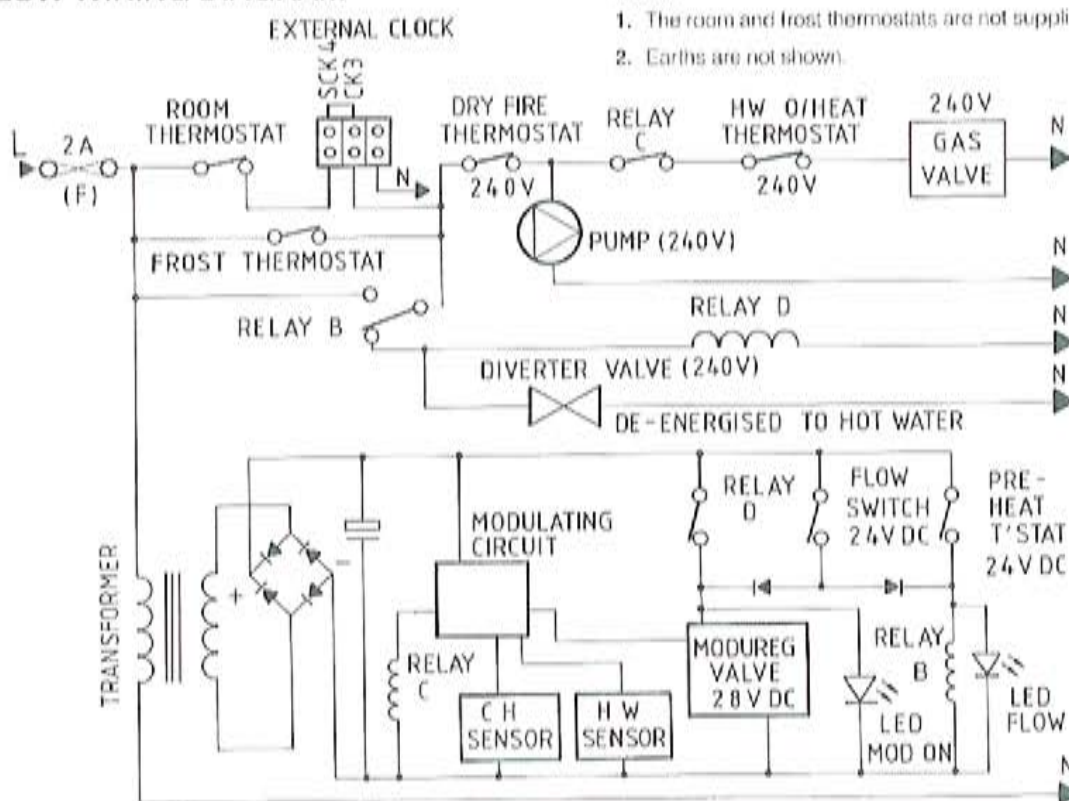 1. The room and frost thermostats are not suppli
2. Earths are not shown.
EXTERNAL CLOCK
SCK4
CK3
ROOM
THERMOSTAT
DRY FIRE
THERMOSTAT
RELAY
C
HW O/HEAT
THERMOSTAT
240V
GAS
VALVE
N
L
2A
(F)
N
240V
240V
PUMP (240V)
N
FROST THERMOSTAT
RELAY B
RELAY D
N
DIVERTER VALVE (240V)
N
DE-ENERGISED TO HOT WATER
TRANSFORMER
+
-
MODULATING
CIRCUIT
RELAY
D
FLOW
SWITCH
24V DC
PRE-
HEAT
T'STAT
24V DC
RELAY
C
CH
SENSOR
HW
SENSOR
MODUREG
VALVE
28V DC
LED
MOD ON
RELAY
B
LED
FLOW
N